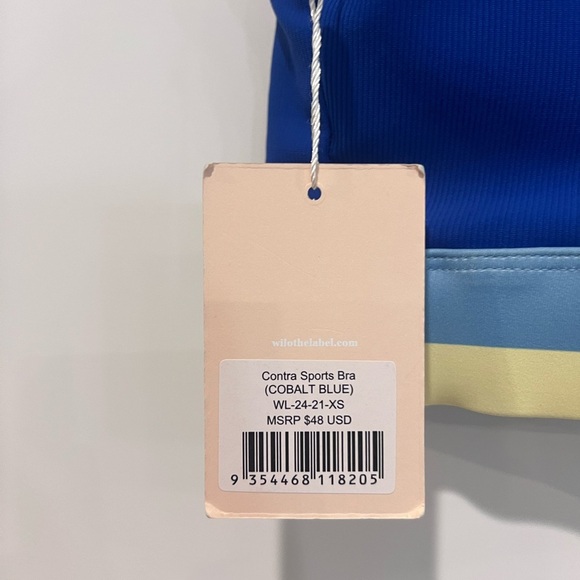 wilothelabel.com
Contra Sports Bra
(COBALT BLUE)
WL-24-21-XS
MSRP $48 USD
9 354468 118205